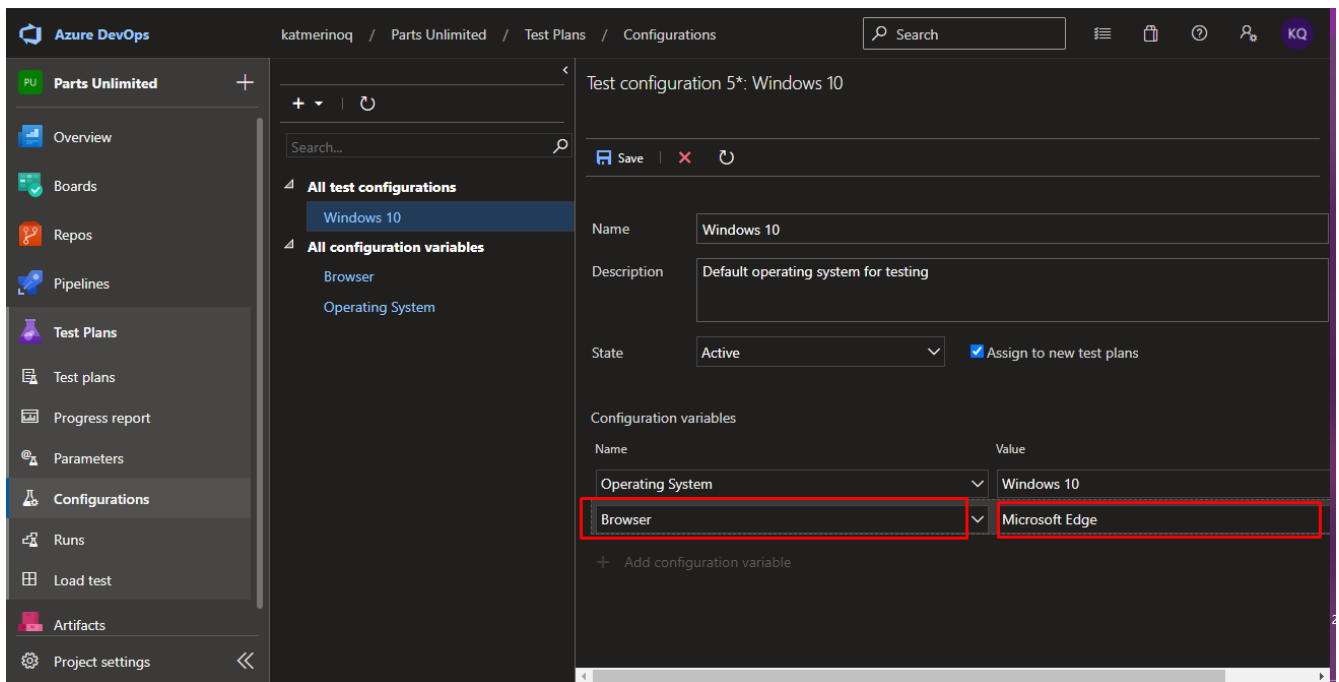 Azure DevOps
katmerinoq / Parts Unlimited / Test Plans / Configurations
Search
KQ
PU
Parts Unlimited
Overview
Boards
Repos
Pipelines
Test Plans
Test plans
Progress report
Parameters
Configurations
Runs
Load test
Artifacts
Project settings
Search...
All test configurations
Windows 10
All configuration variables
Browser
Operating System
Test configuration 5*: Windows 10
Save
Name
Windows 10
Description
Default operating system for testing
State
Active
Assign to new test plans
Configuration variables
Name Value
Operating System Windows 10
Browser Microsoft Edge
+ Add configuration variable
2